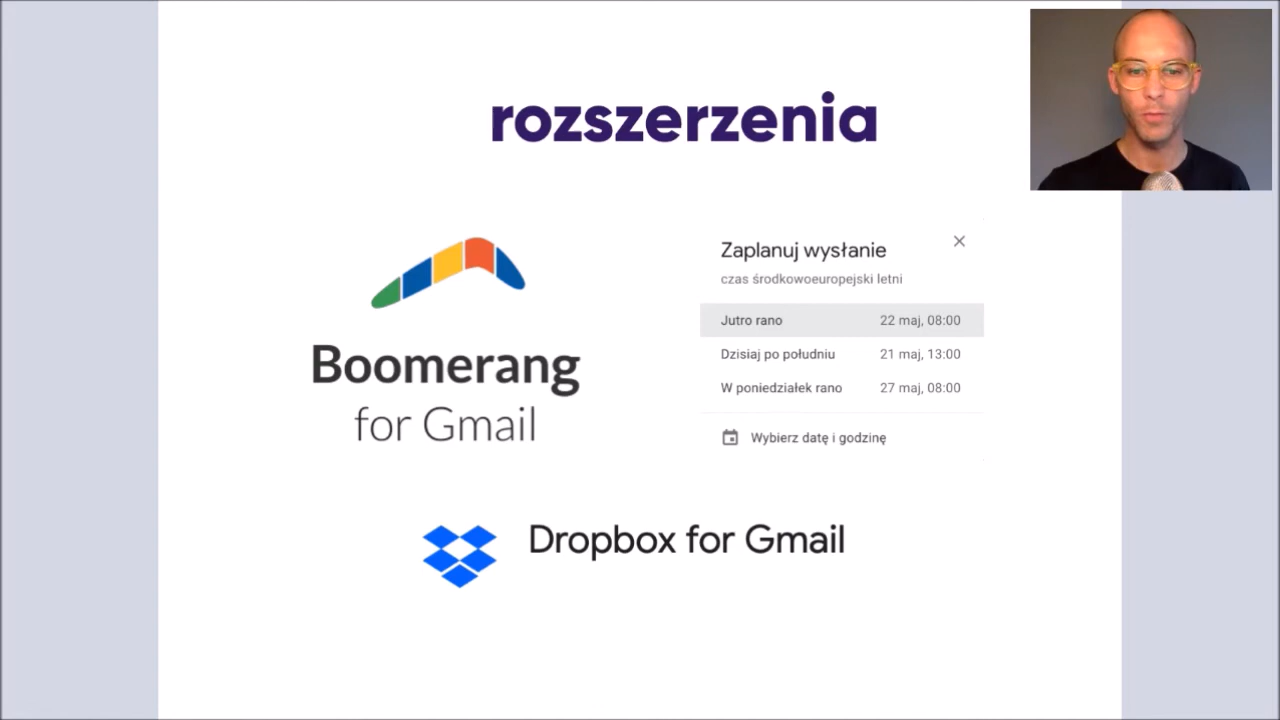 rozszerzenia
Boomerang
for Gmail
Zaplanuj wysłanie
czas środkowoeuropejski letni
Jutro rano 22 maj, 08:00
Dzisiaj po południu 21 maj, 13:00
W poniedziałek rano 27 maj, 08:00
Wybierz datę i godzinę
Dropbox for Gmail